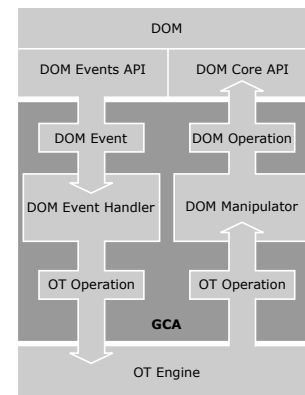 DOM
DOM Events API
DOM Core API
DOM Event
DOM Operation
DOM Event Handler
DOM Manipulator
OT Operation
OT Operation
GCA
OT Engine